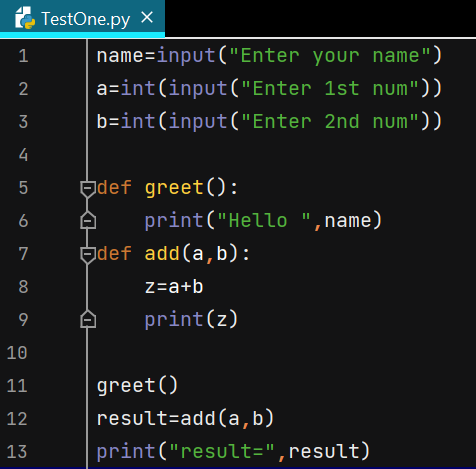 TestOne.py ×
1 name=input("Enter your name")
2 a=int(input("Enter 1st num"))
3 b=int(input("Enter 2nd num"))
4
5 def greet():
6     print("Hello ",name)
7 def add(a,b):
8     z=a+b
9     print(z)
10
11 greet()
12 result=add(a,b)
13 print("result=",result)